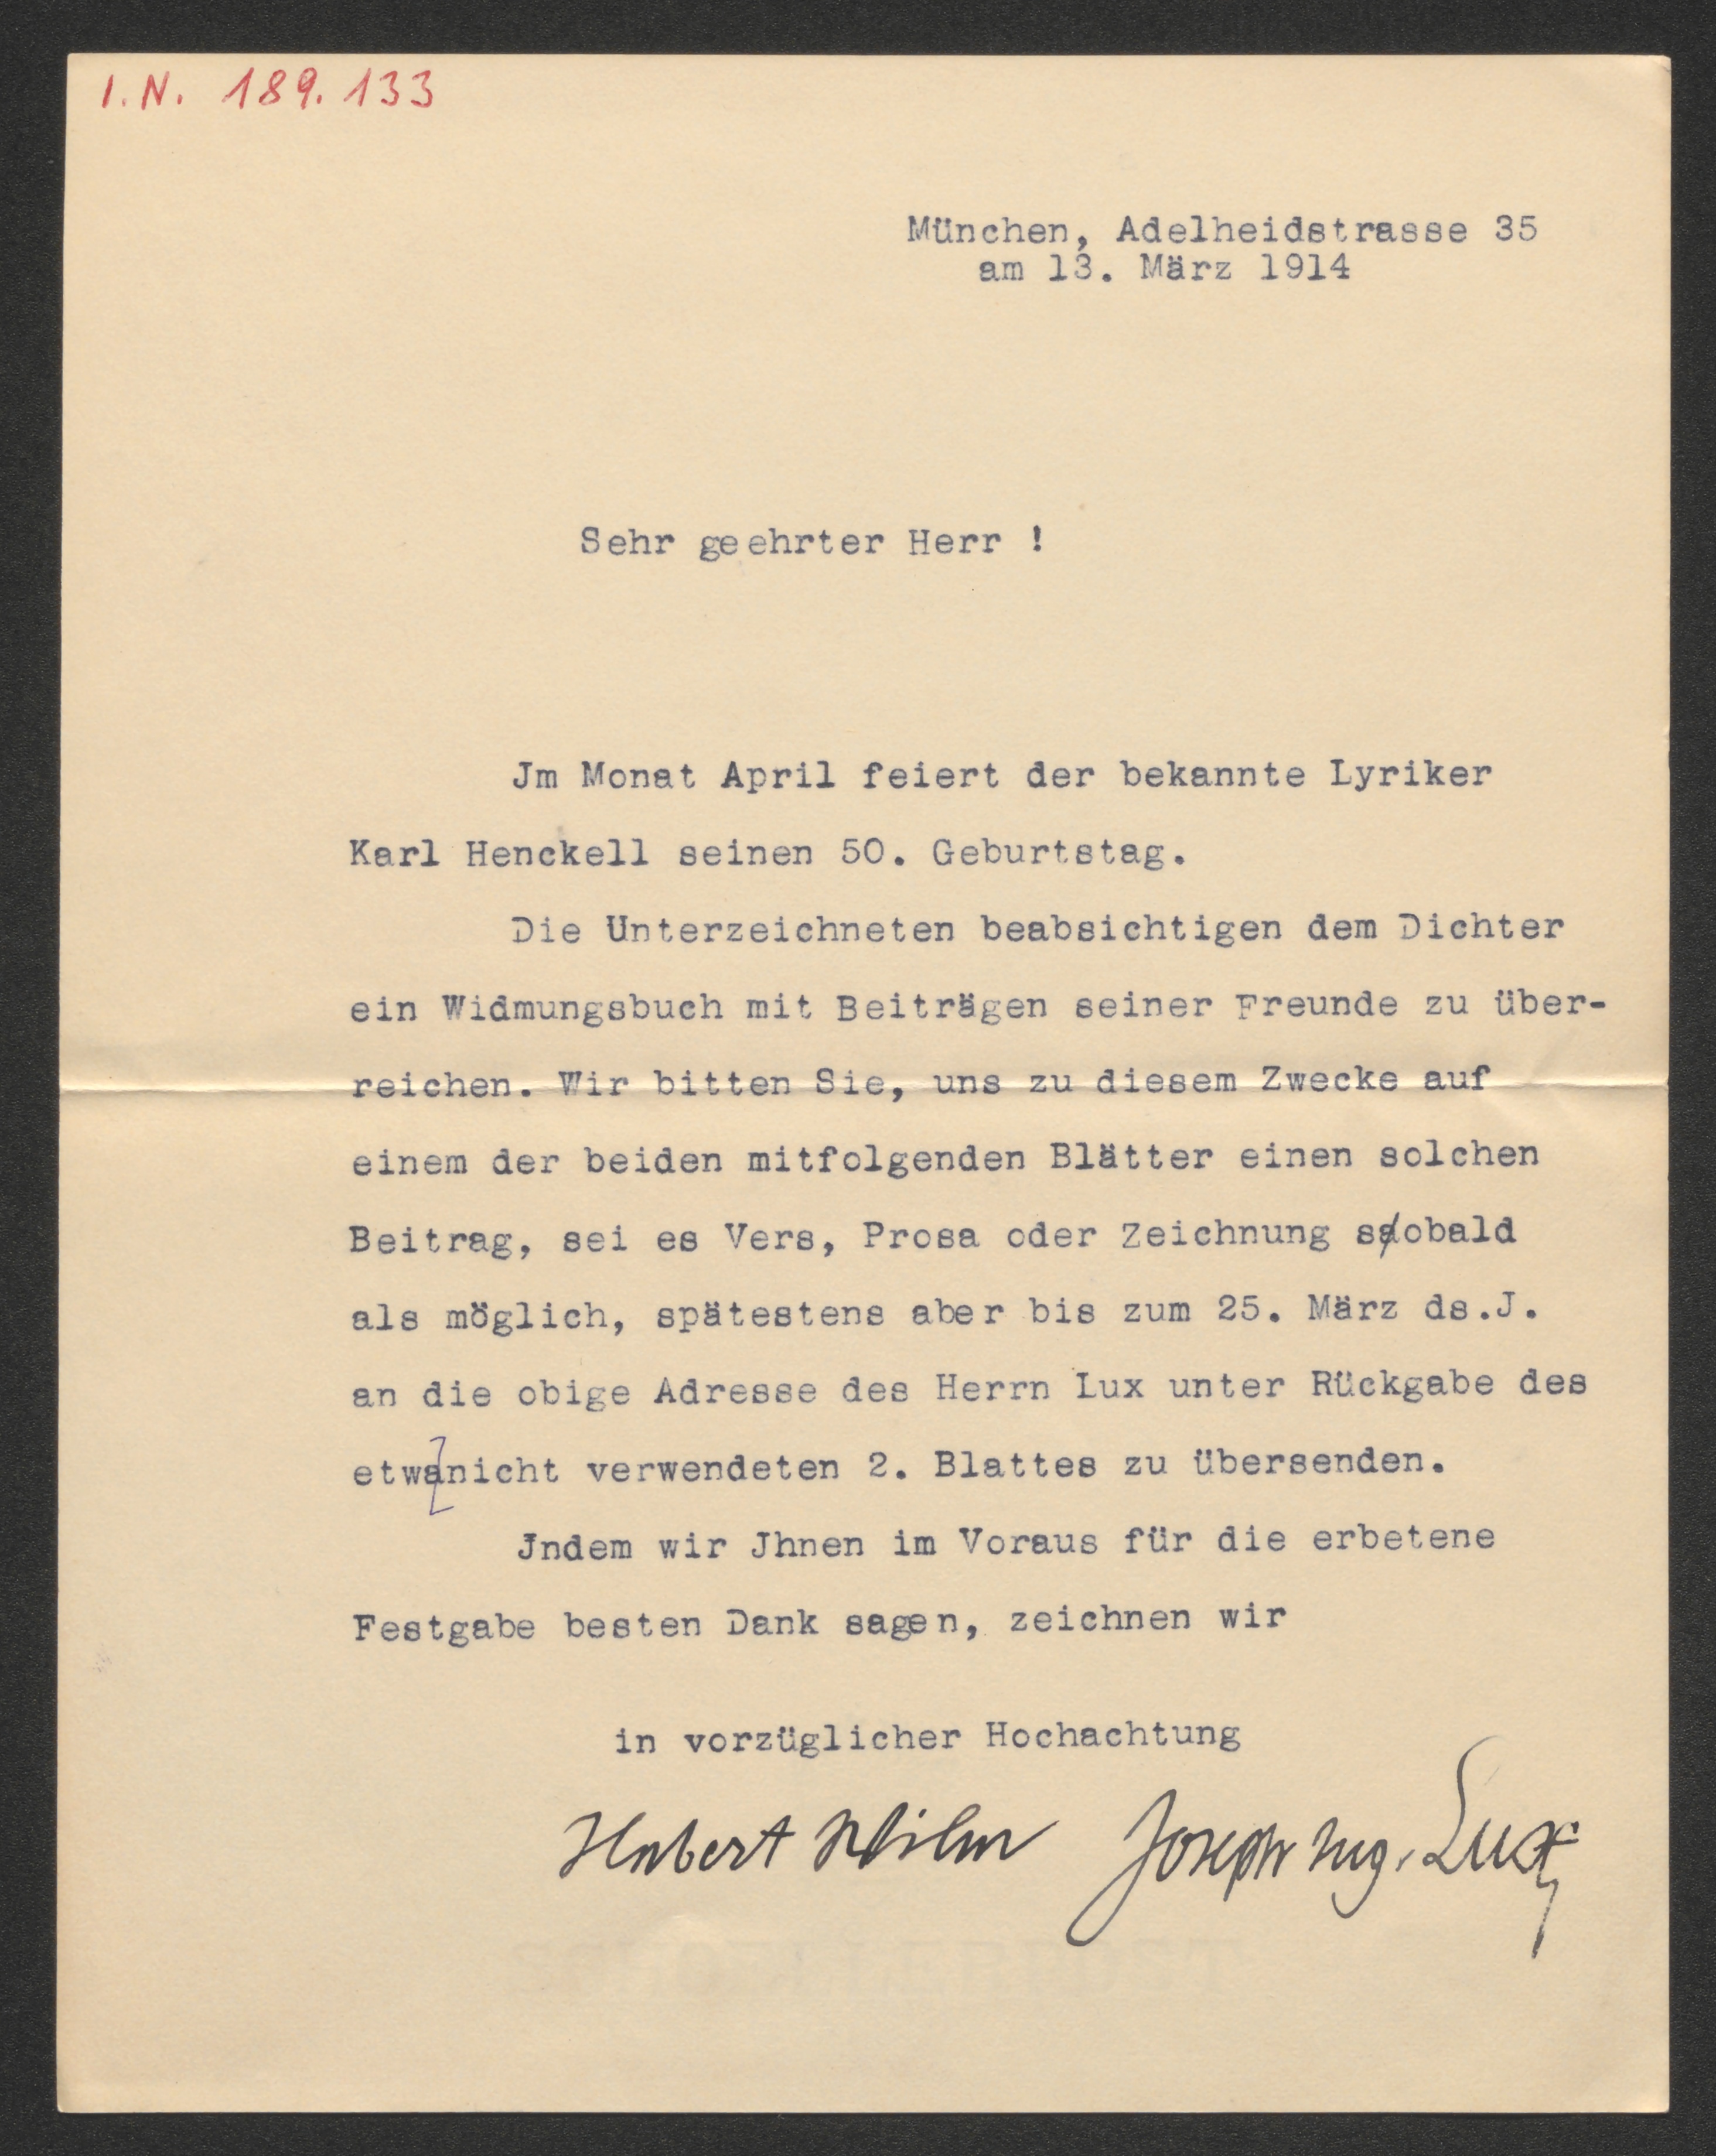 I.N. 189.133
München, Adelheidstrasse 35
am 13. März 1914
Sehr geehrter Herr !
Jm Monat April feiert der bekannte Lyriker
Karl Henckell seinen 50. Geburtstag.
Die Unterzeichneten beabsichtigen dem Dichter
ein Widmungsbuch mit Beiträgen seiner Freunde zu über-
reichen. Wir bitten Sie, uns zu diesem Zwecke auf
einem der beiden mitfolgenden Blätter einen solchen
Beitrag, sei es Vers, Prosa oder Zeichnung sobald
als möglich, spätestens aber bis zum 25. März ds.J.
an die obige Adresse des Herrn Lux unter Rückgabe des
etwa nicht verwendeten 2. Blattes zu übersenden.
Jndem wir Jhnen im Voraus für die erbetene
Festgabe besten Dank sagen, zeichnen wir
in vorzüglicher Hochachtung
Hubert Wilm Joseph Aug. Lux